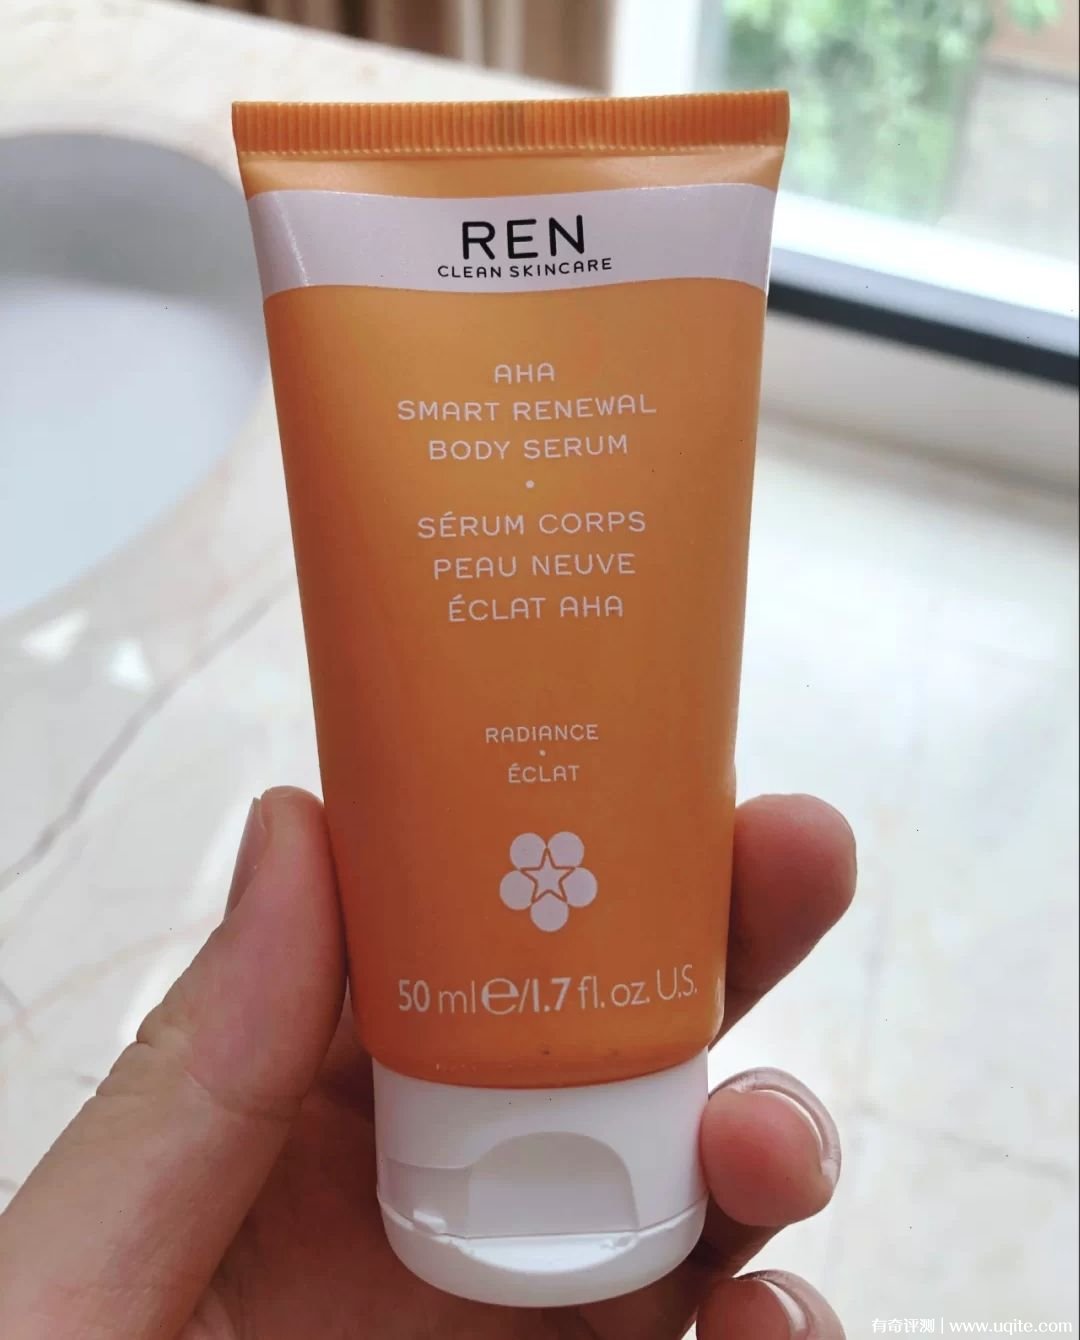 REN
CLEAN SKINCARE
AHA
SMART RENEWAL
BODY SERUM
•
SÉRUM CORPS
PEAU NEUVE
ÉCLAT AHA
RADIANCE
•
ÉCLAT
50 ml℮/1.7 fl. oz. U.S.
有奇评测 | www.uqite.com